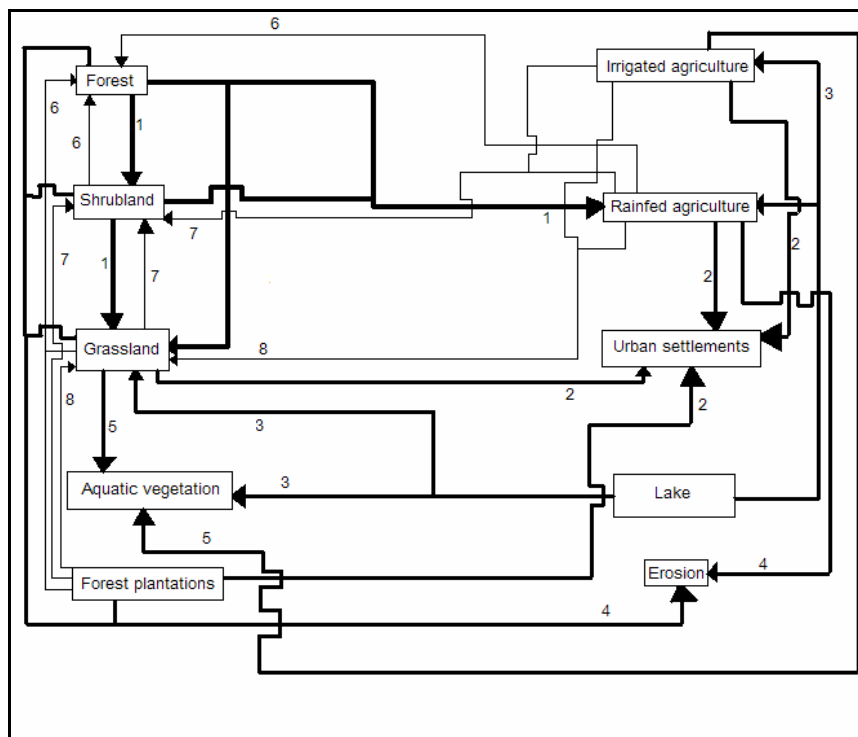 6
Irrigated agriculture
Forest
6
3
1
6
Shrubland
Rainfed agriculture
7
1
2
7
1
7
2
Grassland
8
Urban settlements
8
2
2
3
5
Aquatic vegetation
3
Lake
5
Forest plantations
Erosion
4
4